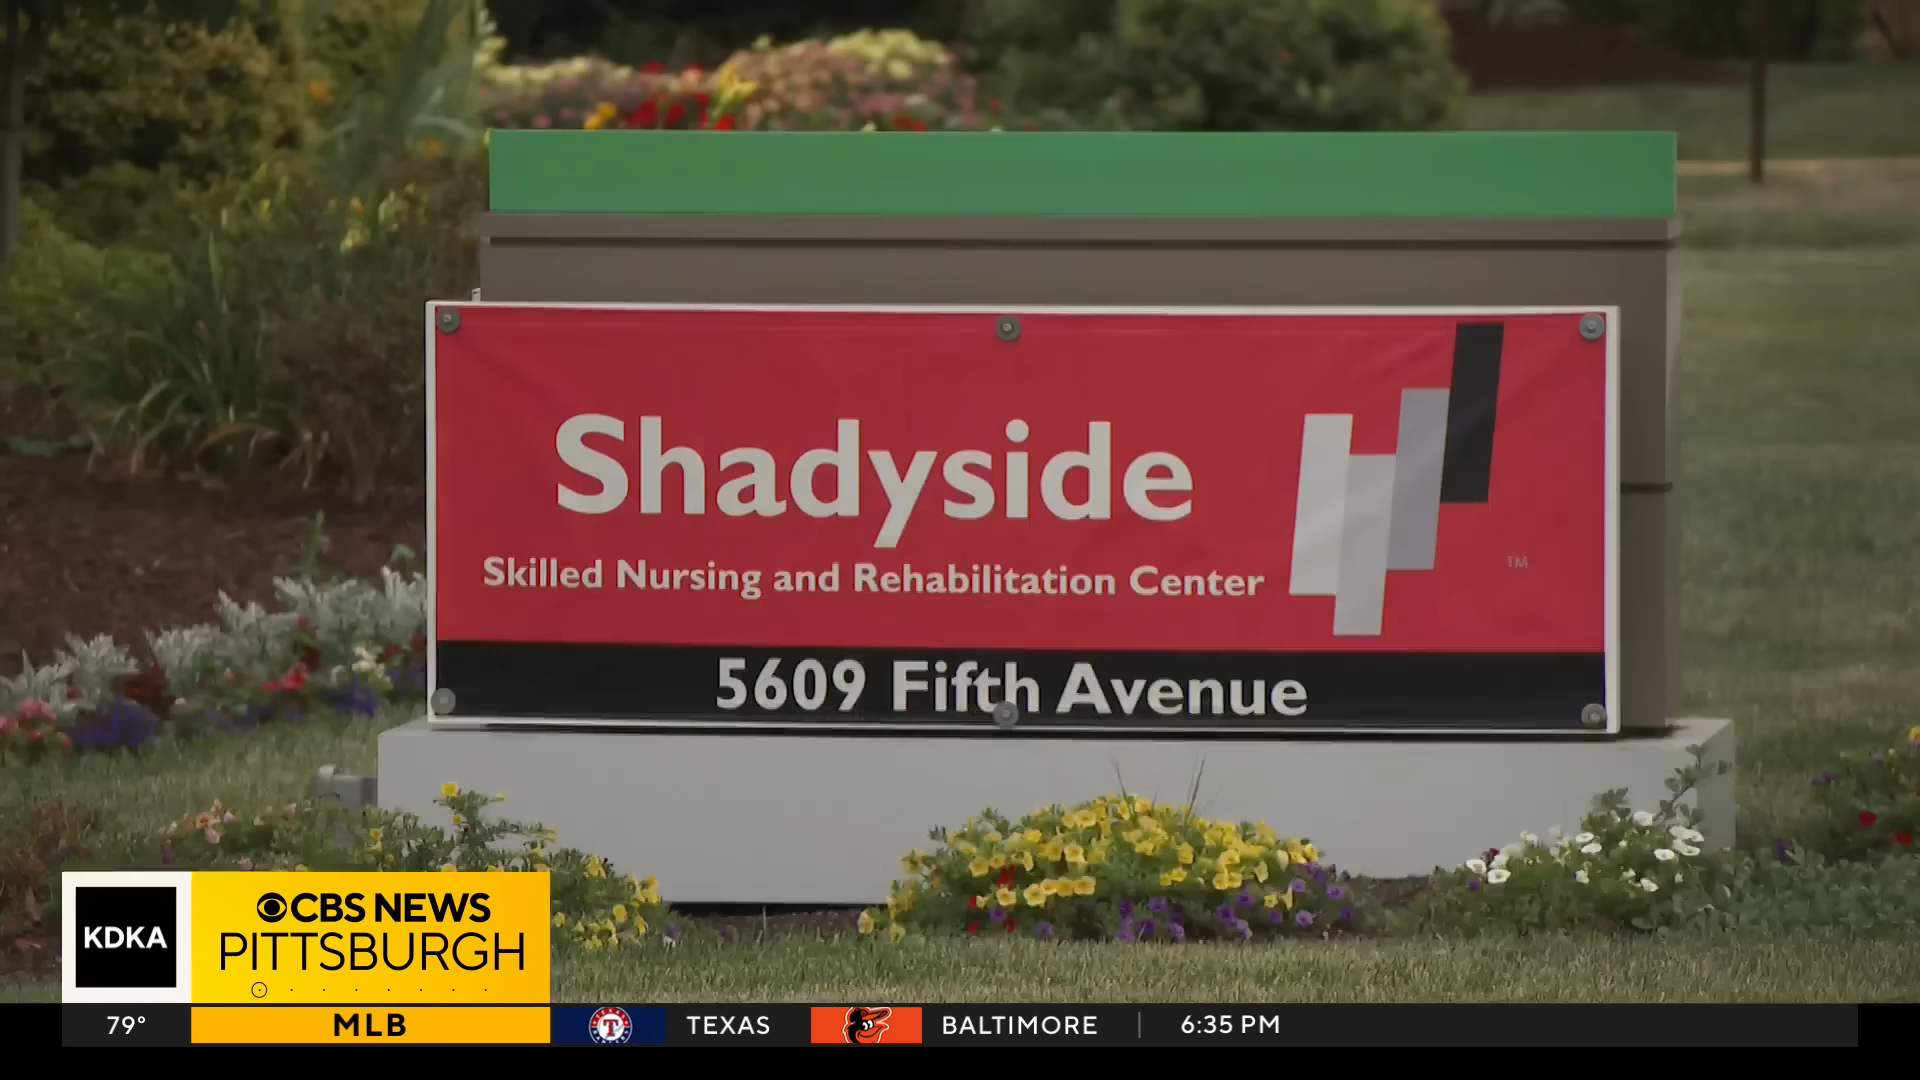 Shadyside
Skilled Nursing and Rehabilitation Center
TM
5609 Fifth Avenue
KDKA
CBS NEWS
PITTSBURGH
79°
MLB
TEXAS
BALTIMORE
6:35 PM